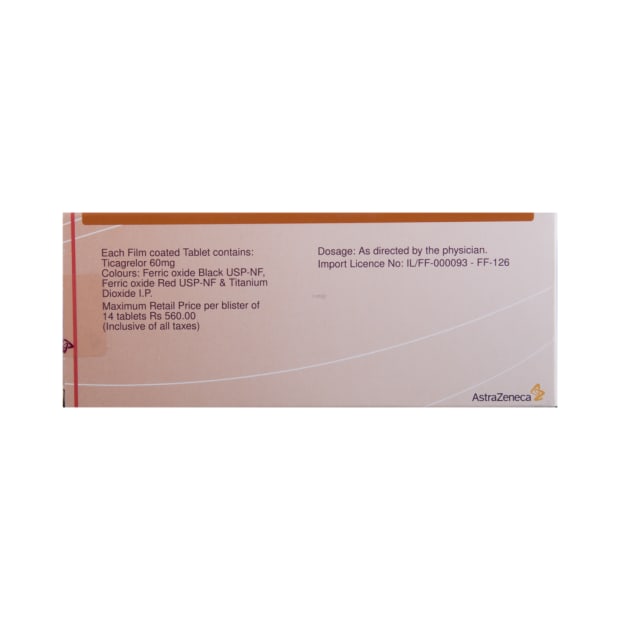 Each Film coated Tablet contains:
Ticagrelor 60mg
Colours: Ferric oxide Black USP-NF,
Ferric oxide Red USP-NF & Titanium
Dioxide I.P.
Maximum Retail Price per blister of
14 tablets Rs 560.00
(Inclusive of all taxes)
Dosage: As directed by the physician.
Import Licence No: IL/FF-000093 - FF-126
AstraZeneca